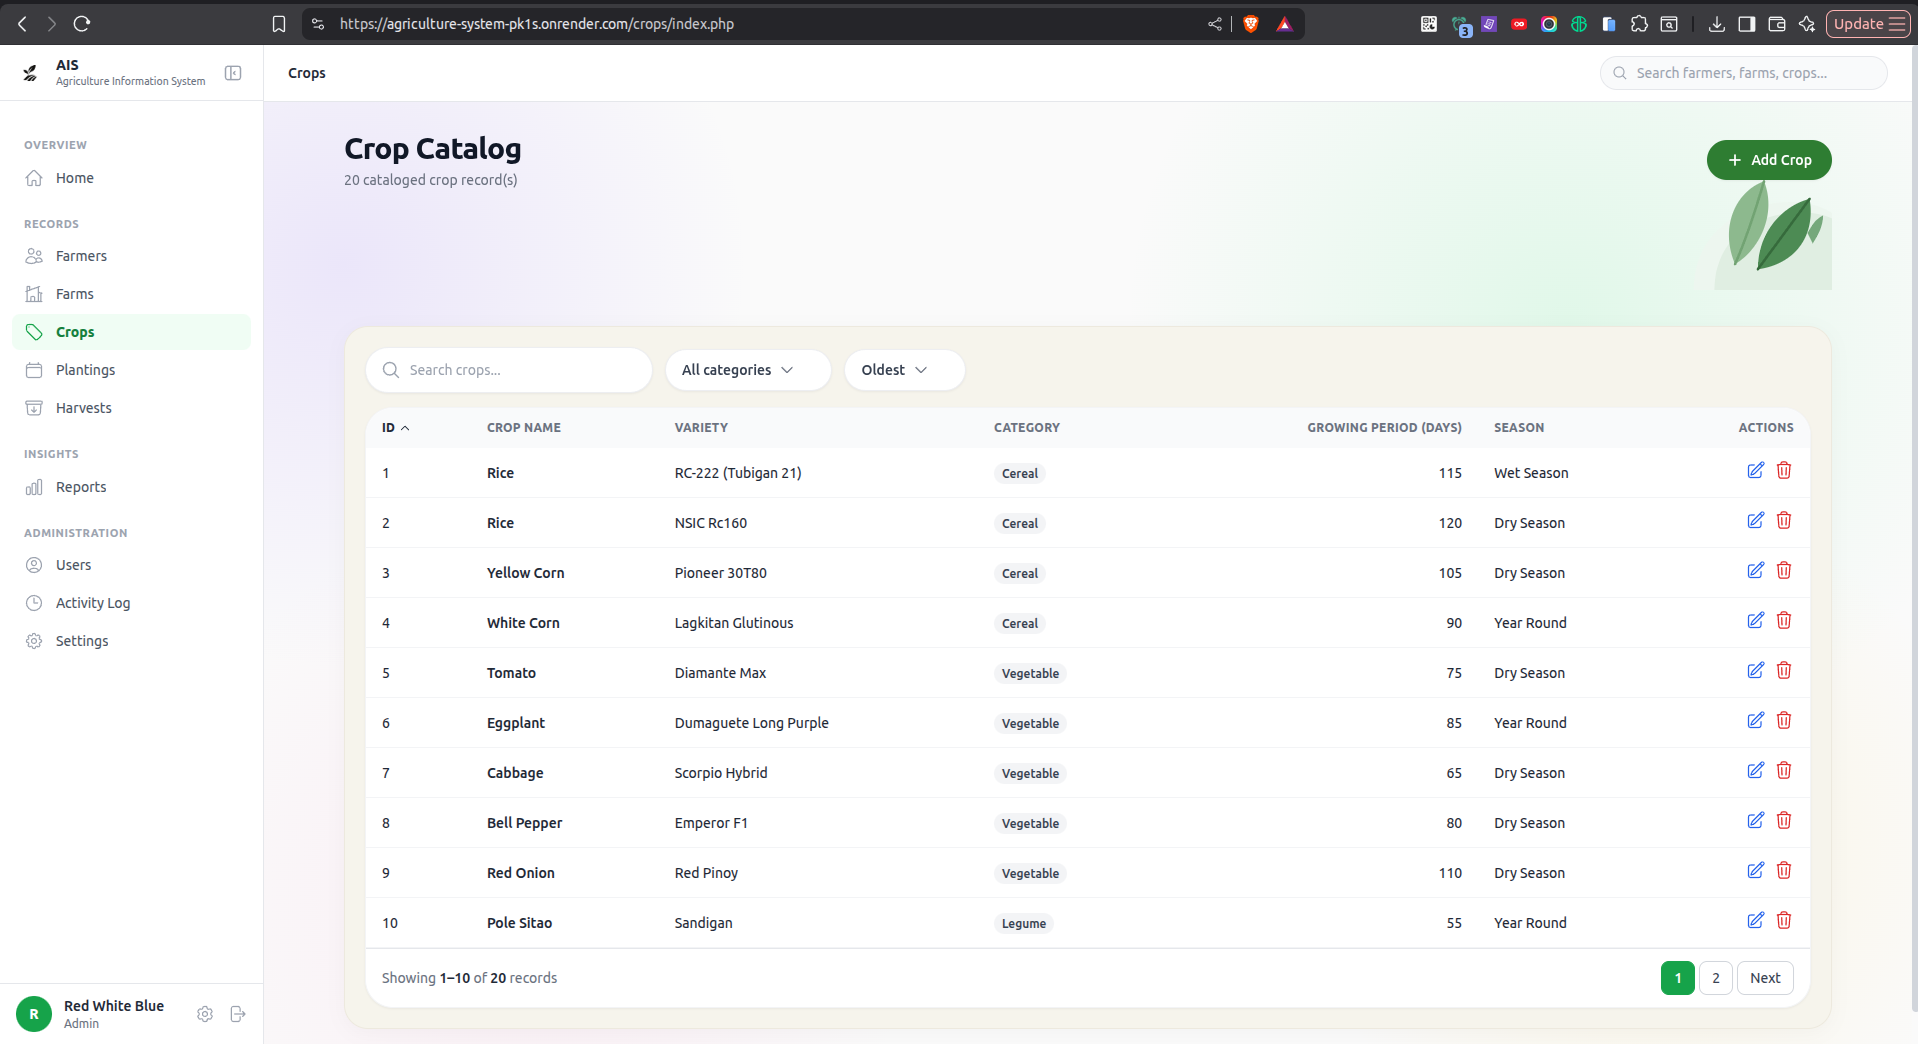 https://agriculture-system-pk1s.onrender.com/crops/index.php
3
Update
AIS
Agriculture Information System
Crops
Search farmers, farms, crops...
OVERVIEW
Home
RECORDS
Farmers
Farms
Crops
Plantings
Harvests
INSIGHTS
Reports
ADMINISTRATION
Users
Activity Log
Settings
R
Red White Blue
Admin
Crop Catalog
20 cataloged crop record(s)
+ Add Crop
Search crops...
All categories
Oldest
ID CROP NAME VARIETY CATEGORY GROWING PERIOD (DAYS) SEASON ACTIONS
1 Rice RC-222 (Tubigan 21) Cereal 115 Wet Season
2 Rice NSIC Rc160 Cereal 120 Dry Season
3 Yellow Corn Pioneer 30T80 Cereal 105 Dry Season
4 White Corn Lagkitan Glutinous Cereal 90 Year Round
5 Tomato Diamante Max Vegetable 75 Dry Season
6 Eggplant Dumaguete Long Purple Vegetable 85 Year Round
7 Cabbage Scorpio Hybrid Vegetable 65 Dry Season
8 Bell Pepper Emperor F1 Vegetable 80 Dry Season
9 Red Onion Red Pinoy Vegetable 110 Dry Season
10 Pole Sitao Sandigan Legume 55 Year Round
Showing 1–10 of 20 records
1 2 Next